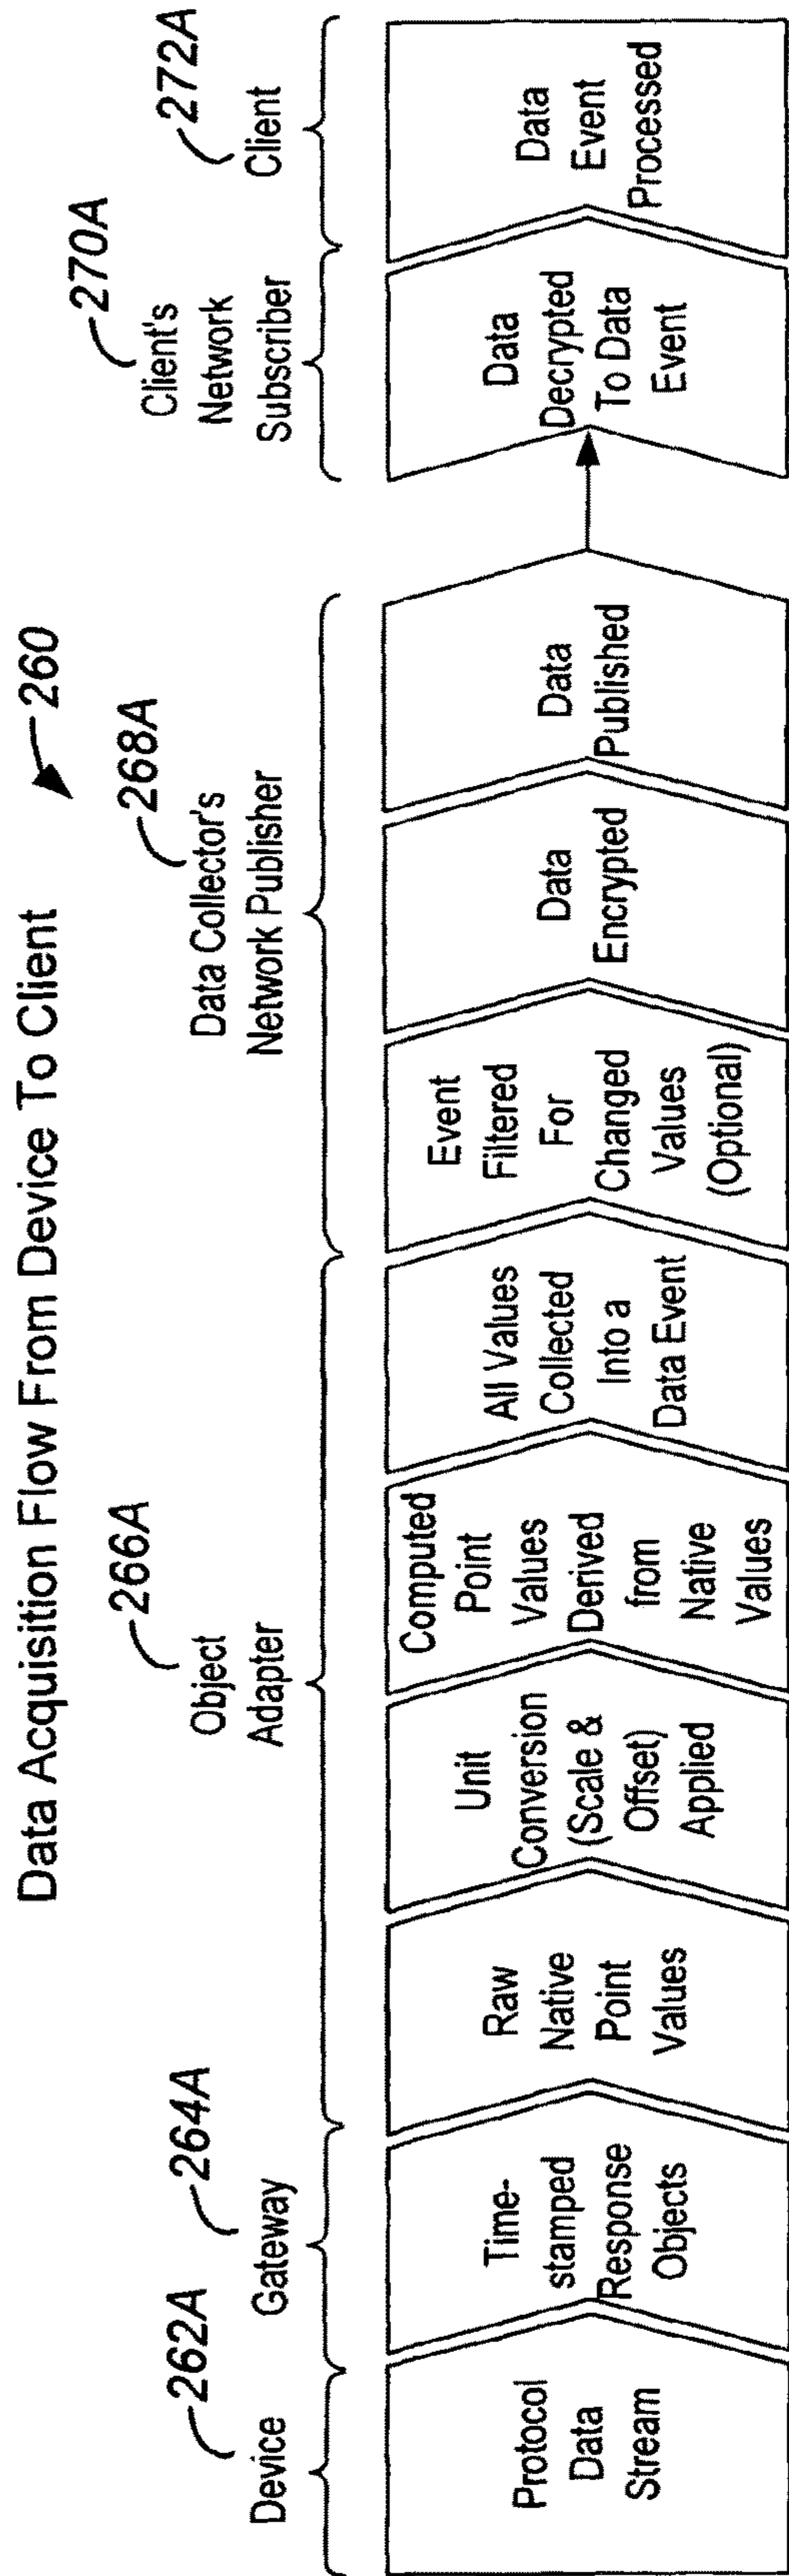 Data Acquisition Flow From Device To Client
260
262A
Device
264A
Gateway
266A
Object
Adapter
268A
Data Collector's
Network Publisher
270A
Client's
Network
Subscriber
272A
Client
Protocol
Data
Stream
Time-
stamped
Response
Objects
Raw
Native
Point
Values
Unit
Conversion
(Scale &
Offset)
Applied
Computed
Point
Values
Derived
from
Native
Values
All Values
Collected
Into a
Data Event
Event
Filtered
For
Changed
Values
(Optional)
Data
Encrypted
Data
Published
Data
Decrypted
To Data
Event
Data
Event
Processed